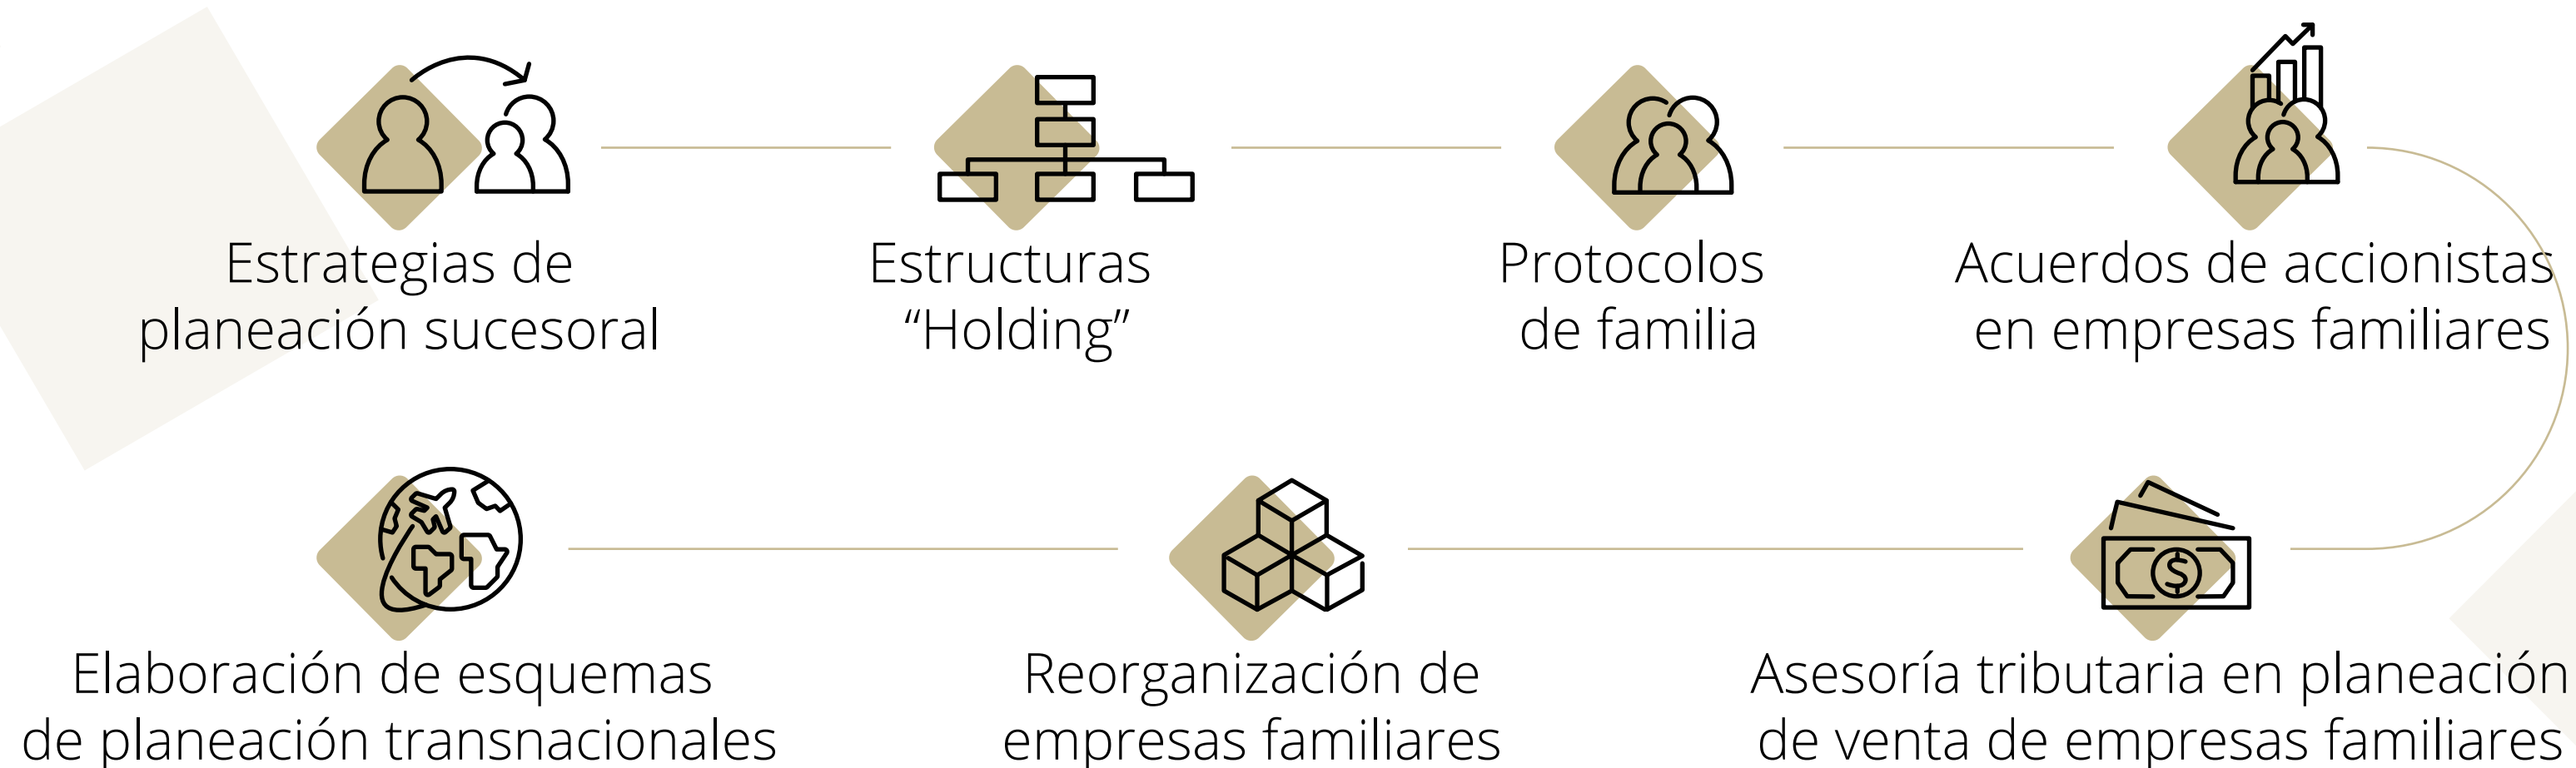 Estrategias de
planeación sucesoral
Estructuras
“Holding”
Protocolos
de familia
Acuerdos de accionistas
en empresas familiares
Elaboración de esquemas
de planeación transnacionales
Reorganización de
empresas familiares
Asesoría tributaria en planeación
de venta de empresas familiares